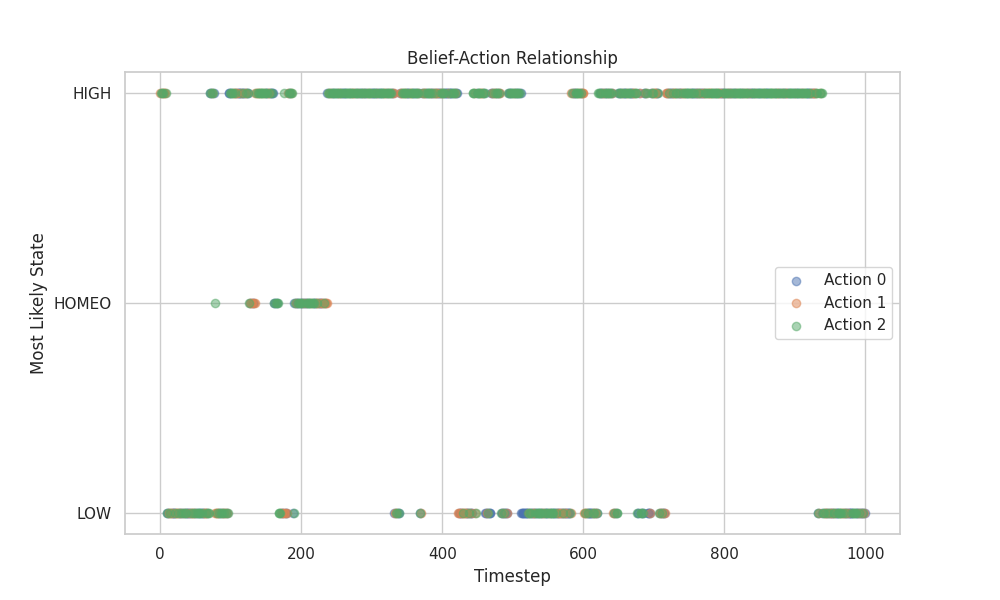 Belief-Action Relationship
HIGH
HOMEO
LOW
Most Likely State
Action 0
Action 1
Action 2
0
200
400
600
800
1000
Timestep